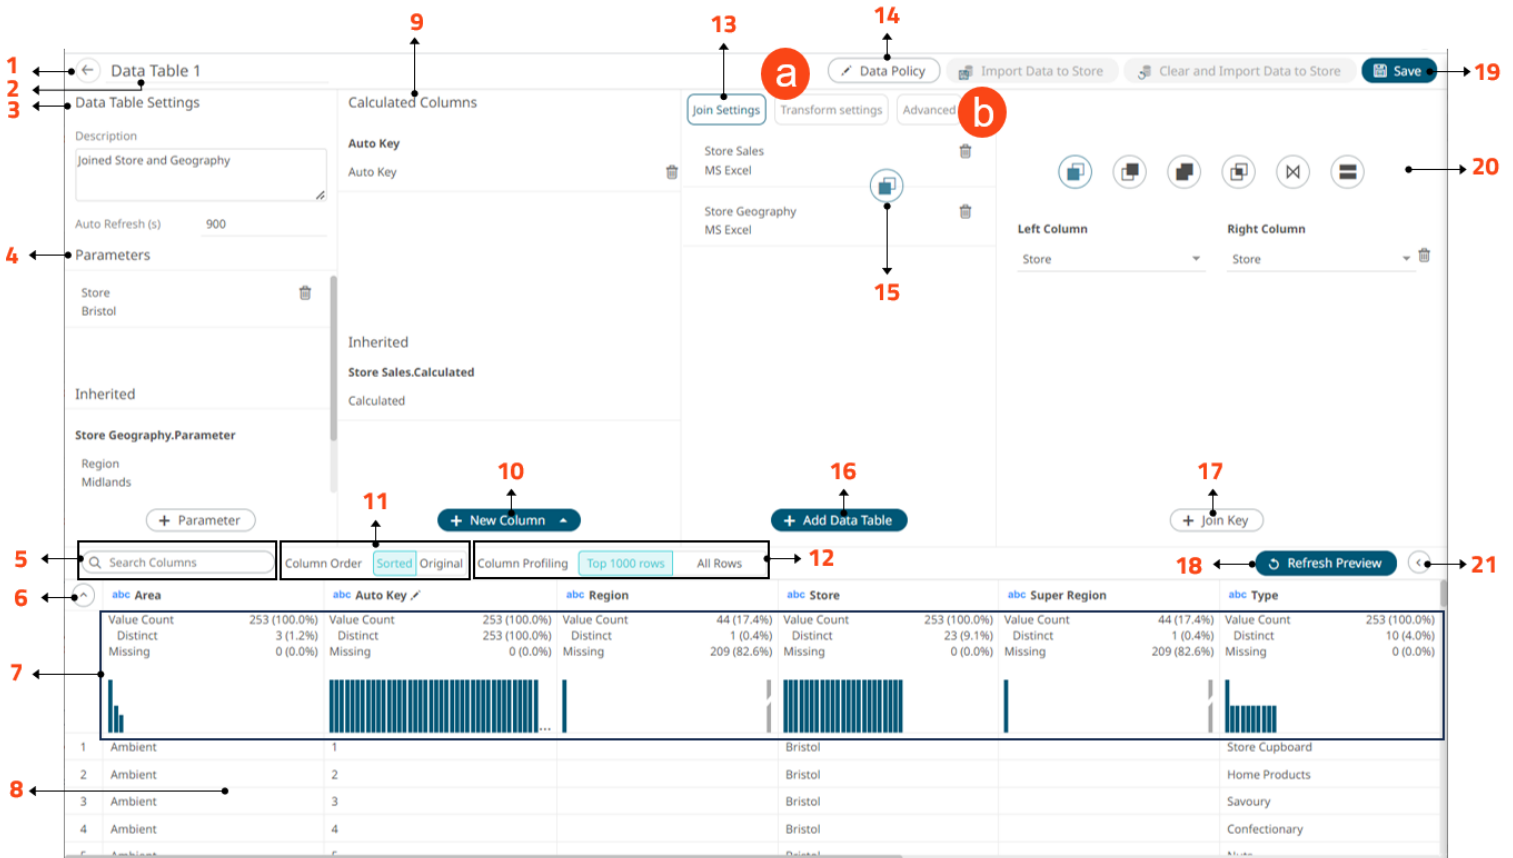 9
13
14
1
2
3
Data Table 1
a
Data Policy
Import Data to Store
Clear and Import Data to Store
Save
19
Data Table Settings
Description
Joined Store and Geography
Auto Refresh (s) 900
4
Parameters
Store
Bristol
Inherited
Store Geography.Parameter
Region
Midlands
+ Parameter
Calculated Columns
Auto Key
Auto Key
Inherited
Store Sales.Calculated
Calculated
10
+ New Column
11
Join Settings
Transform settings
Advanced
b
Store Sales
MS Excel
Store Geography
MS Excel
15
16
+ Add Data Table
20
Left Column
Right Column
Store
Store
17
+ Join Key
5
Search Columns
Column Order Sorted Original
Column Profiling Top 1000 rows All Rows
12
18
Refresh Preview
21
6
abc Area
abc Auto Key
abc Region
abc Store
abc Super Region
abc Type
7
Value Count 253 (100.0%)
Distinct 3 (1.2%)
Missing 0 (0.0%)
Value Count 253 (100.0%)
Distinct 253 (100.0%)
Missing 0 (0.0%)
Value Count 44 (17.4%)
Distinct 1 (0.4%)
Missing 209 (82.6%)
Value Count 253 (100.0%)
Distinct 23 (9.1%)
Missing 0 (0.0%)
Value Count 44 (17.4%)
Distinct 1 (0.4%)
Missing 209 (82.6%)
Value Count 253 (100.0%)
Distinct 10 (4.0%)
Missing 0 (0.0%)
...
8
1 Ambient 1 Bristol Store Cupboard
2 Ambient 2 Bristol Home Products
3 Ambient 3 Bristol Savoury
4 Ambient 4 Bristol Confectionary